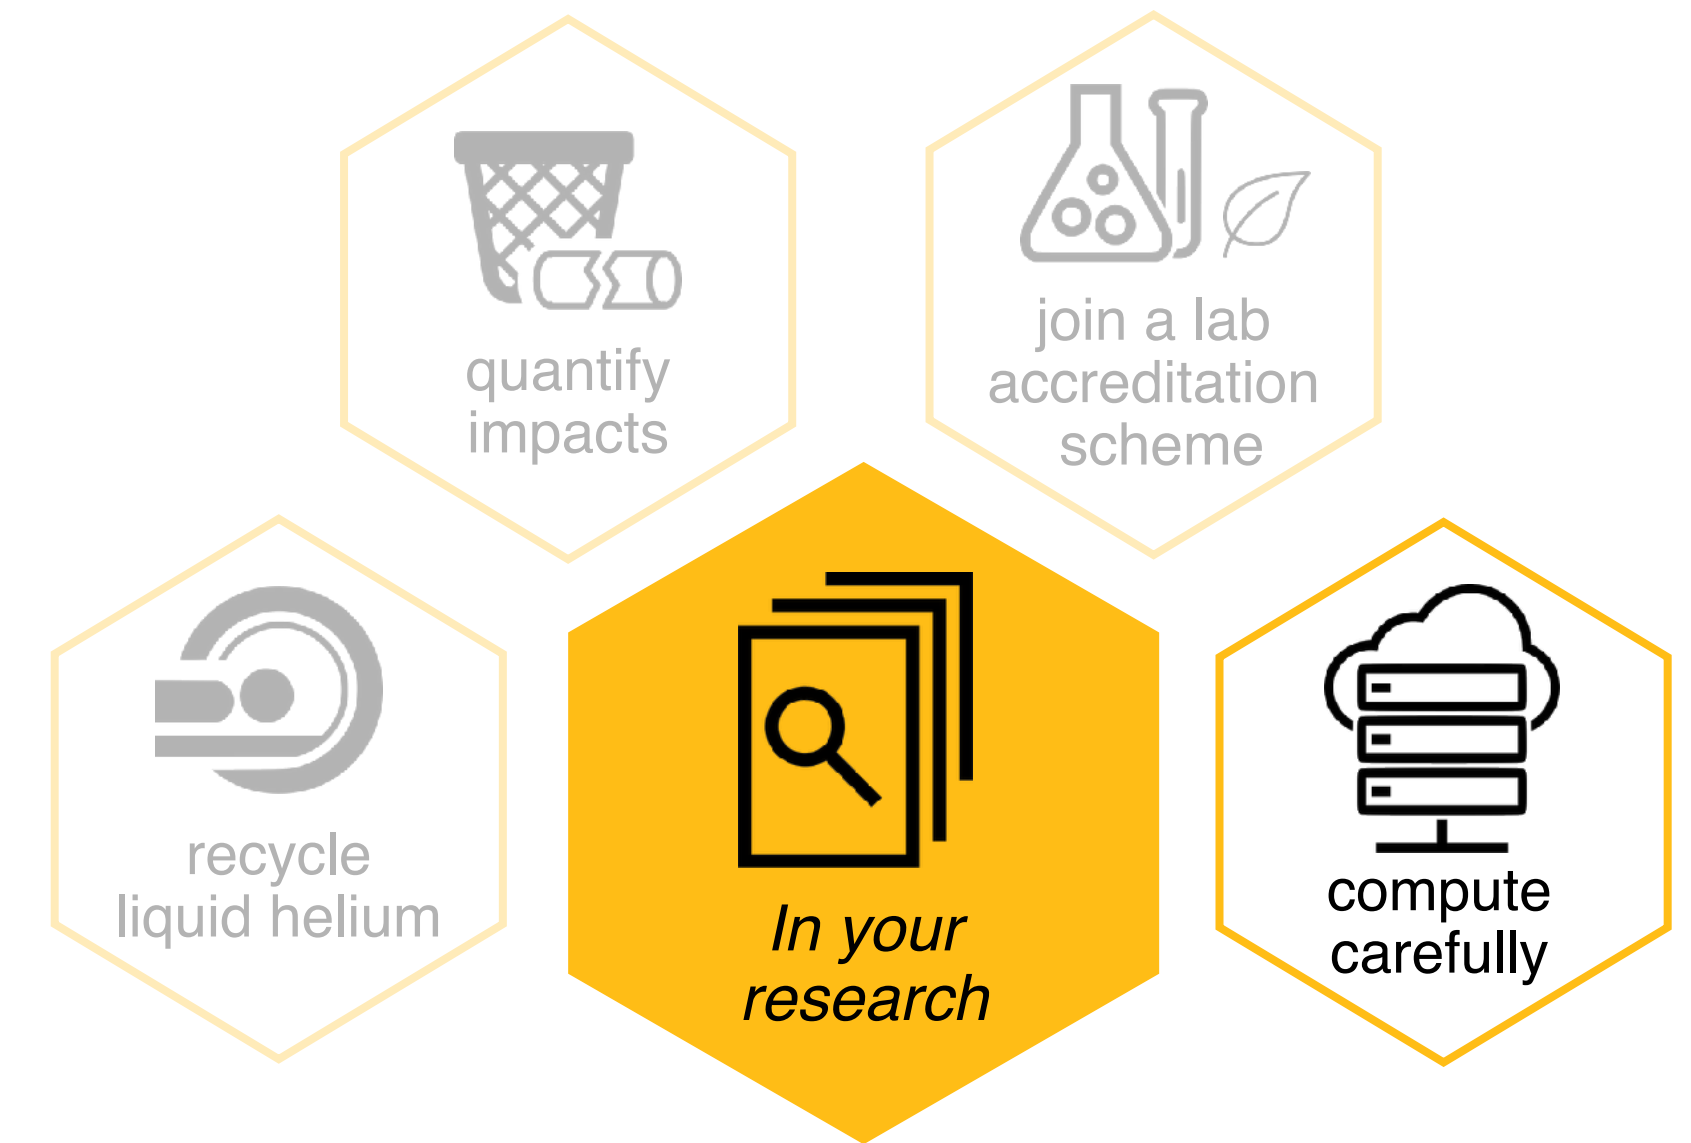 quantify
impacts
join a lab
accreditation
scheme
recycle
liquid helium
In your
research
compute
carefully